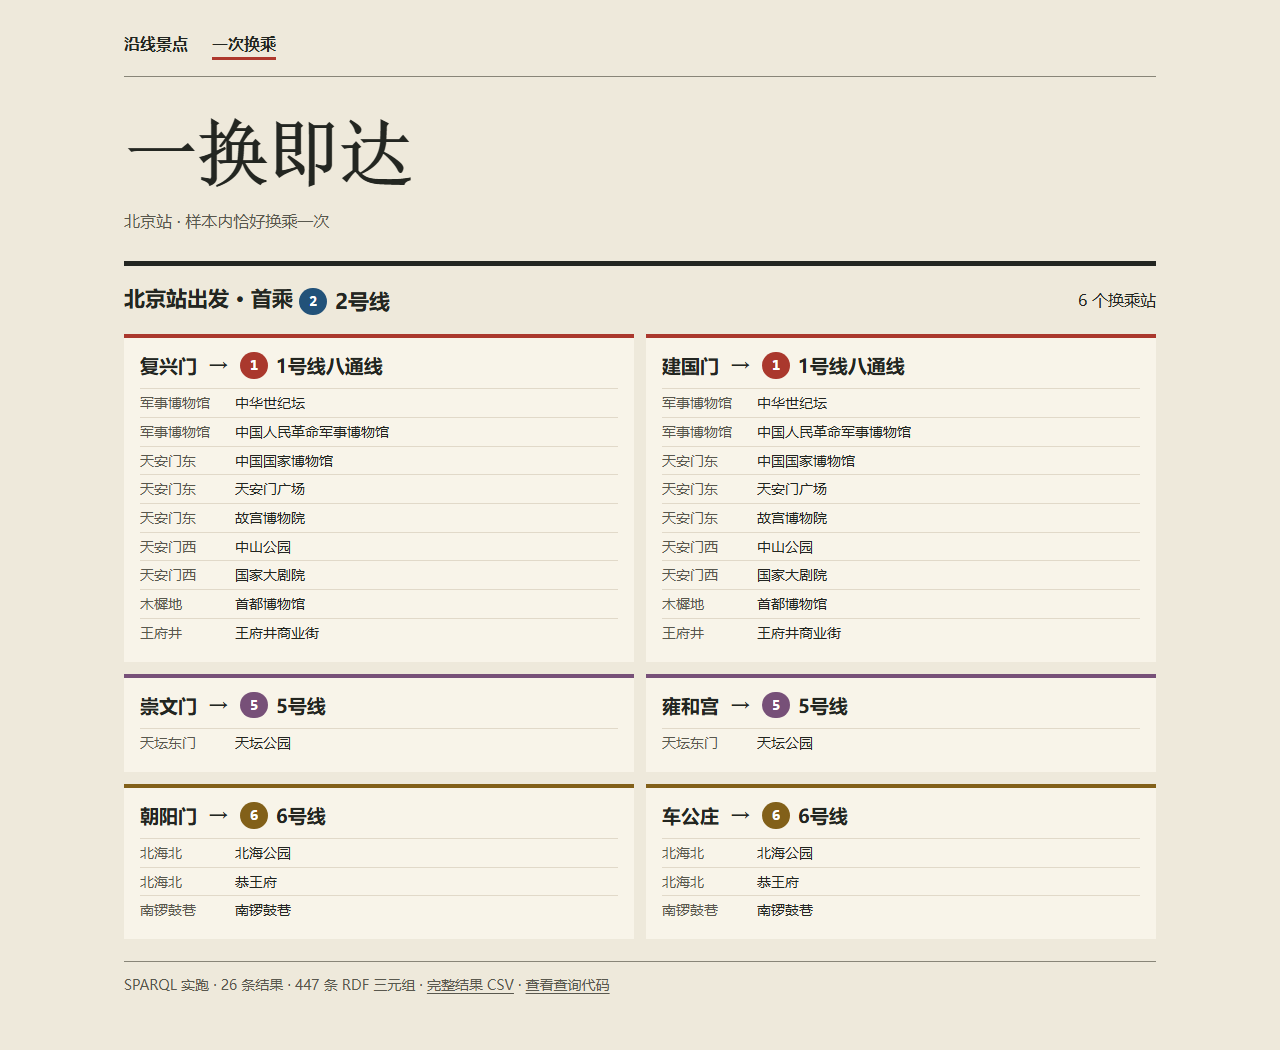 沿线景点 一次换乘
一换即达
北京站 · 样本内恰好换乘一次
北京站出发 · 首乘 2 2号线 6 个换乘站
复兴门 → 1 1号线八通线
军事博物馆 中华世纪坛
军事博物馆 中国人民革命军事博物馆
天安门东 中国国家博物馆
天安门东 天安门广场
天安门东 故宫博物院
天安门西 中山公园
天安门西 国家大剧院
木樨地 首都博物馆
王府井 王府井商业街
建国门 → 1 1号线八通线
军事博物馆 中华世纪坛
军事博物馆 中国人民革命军事博物馆
天安门东 中国国家博物馆
天安门东 天安门广场
天安门东 故宫博物院
天安门西 中山公园
天安门西 国家大剧院
木樨地 首都博物馆
王府井 王府井商业街
崇文门 → 5 5号线
天坛东门 天坛公园
雍和宫 → 5 5号线
天坛东门 天坛公园
朝阳门 → 6 6号线
北海北 北海公园
北海北 恭王府
南锣鼓巷 南锣鼓巷
车公庄 → 6 6号线
北海北 北海公园
北海北 恭王府
南锣鼓巷 南锣鼓巷
SPARQL 实跑 · 26 条结果 · 447 条 RDF 三元组 · 完整结果 CSV · 查看查询代码